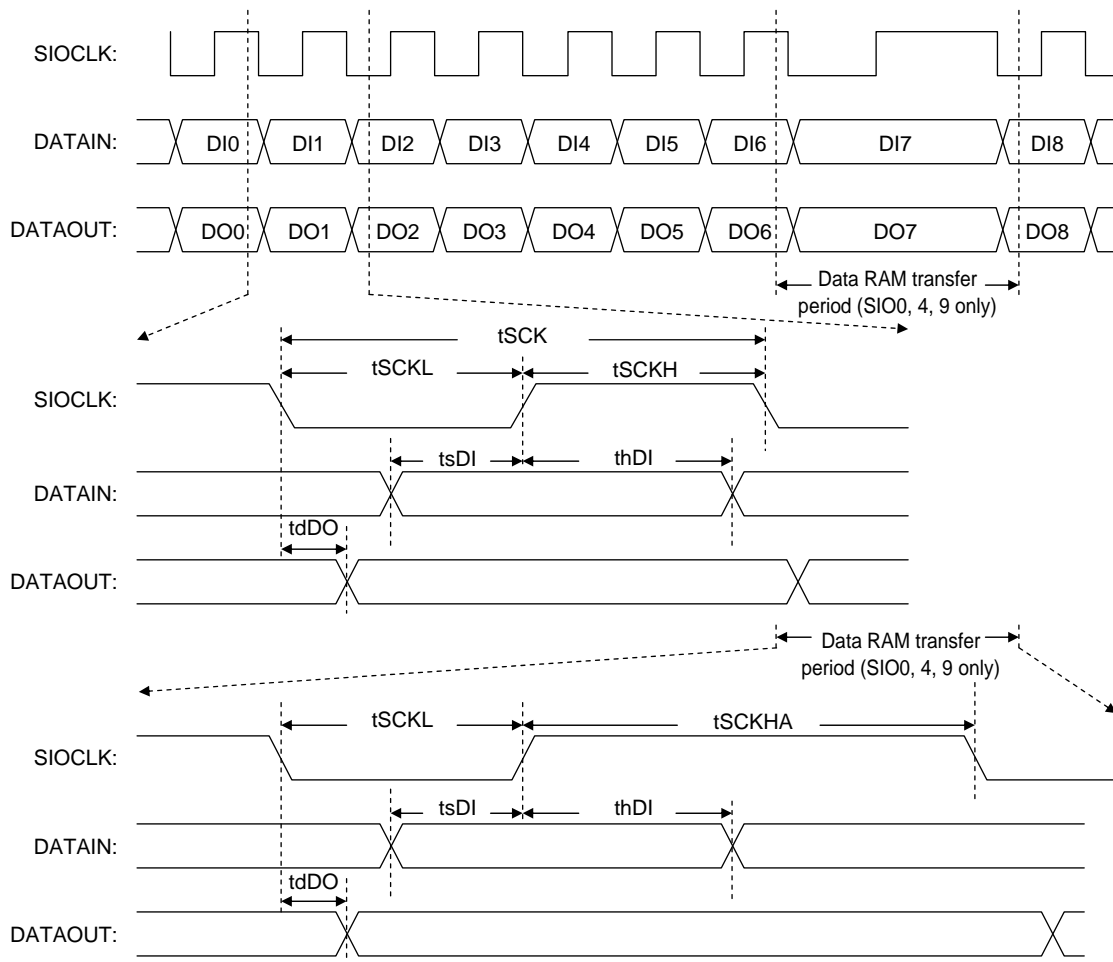 SIOCLK:
DATAIN: DI0 DI1 DI2 DI3 DI4 DI5 DI6 DI7 DI8
DATAOUT: DO0 DO1 DO2 DO3 DO4 DO5 DO6 DO7 DO8
Data RAM transfer
period (SIO0, 4, 9 only)
tSCK
tSCKL tSCKH
SIOCLK:
tsDI thDI
DATAIN:
tdDO
DATAOUT:
Data RAM transfer
period (SIO0, 4, 9 only)
tSCKL tSCKHA
SIOCLK:
tsDI thDI
DATAIN:
tdDO
DATAOUT: